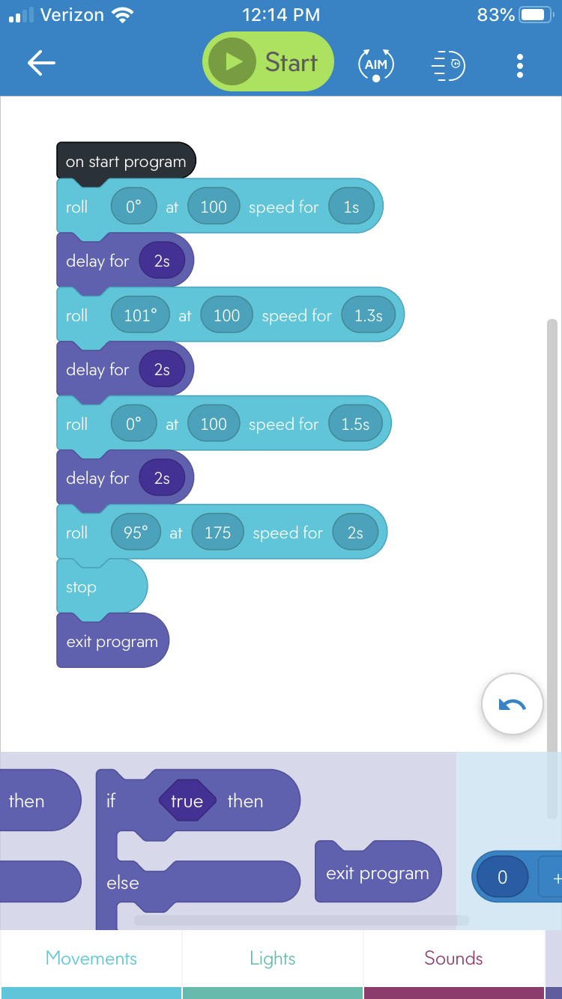 Verizon 12:14 PM 83%
Start AIM
on start program
roll 0° at 100 speed for 1s
delay for 2s
roll 101° at 100 speed for 1.3s
delay for 2s
roll 0° at 100 speed for 1.5s
delay for 2s
roll 95° at 175 speed for 2s
stop
exit program
then if true then
exit program 0 +
else
Movements Lights Sounds